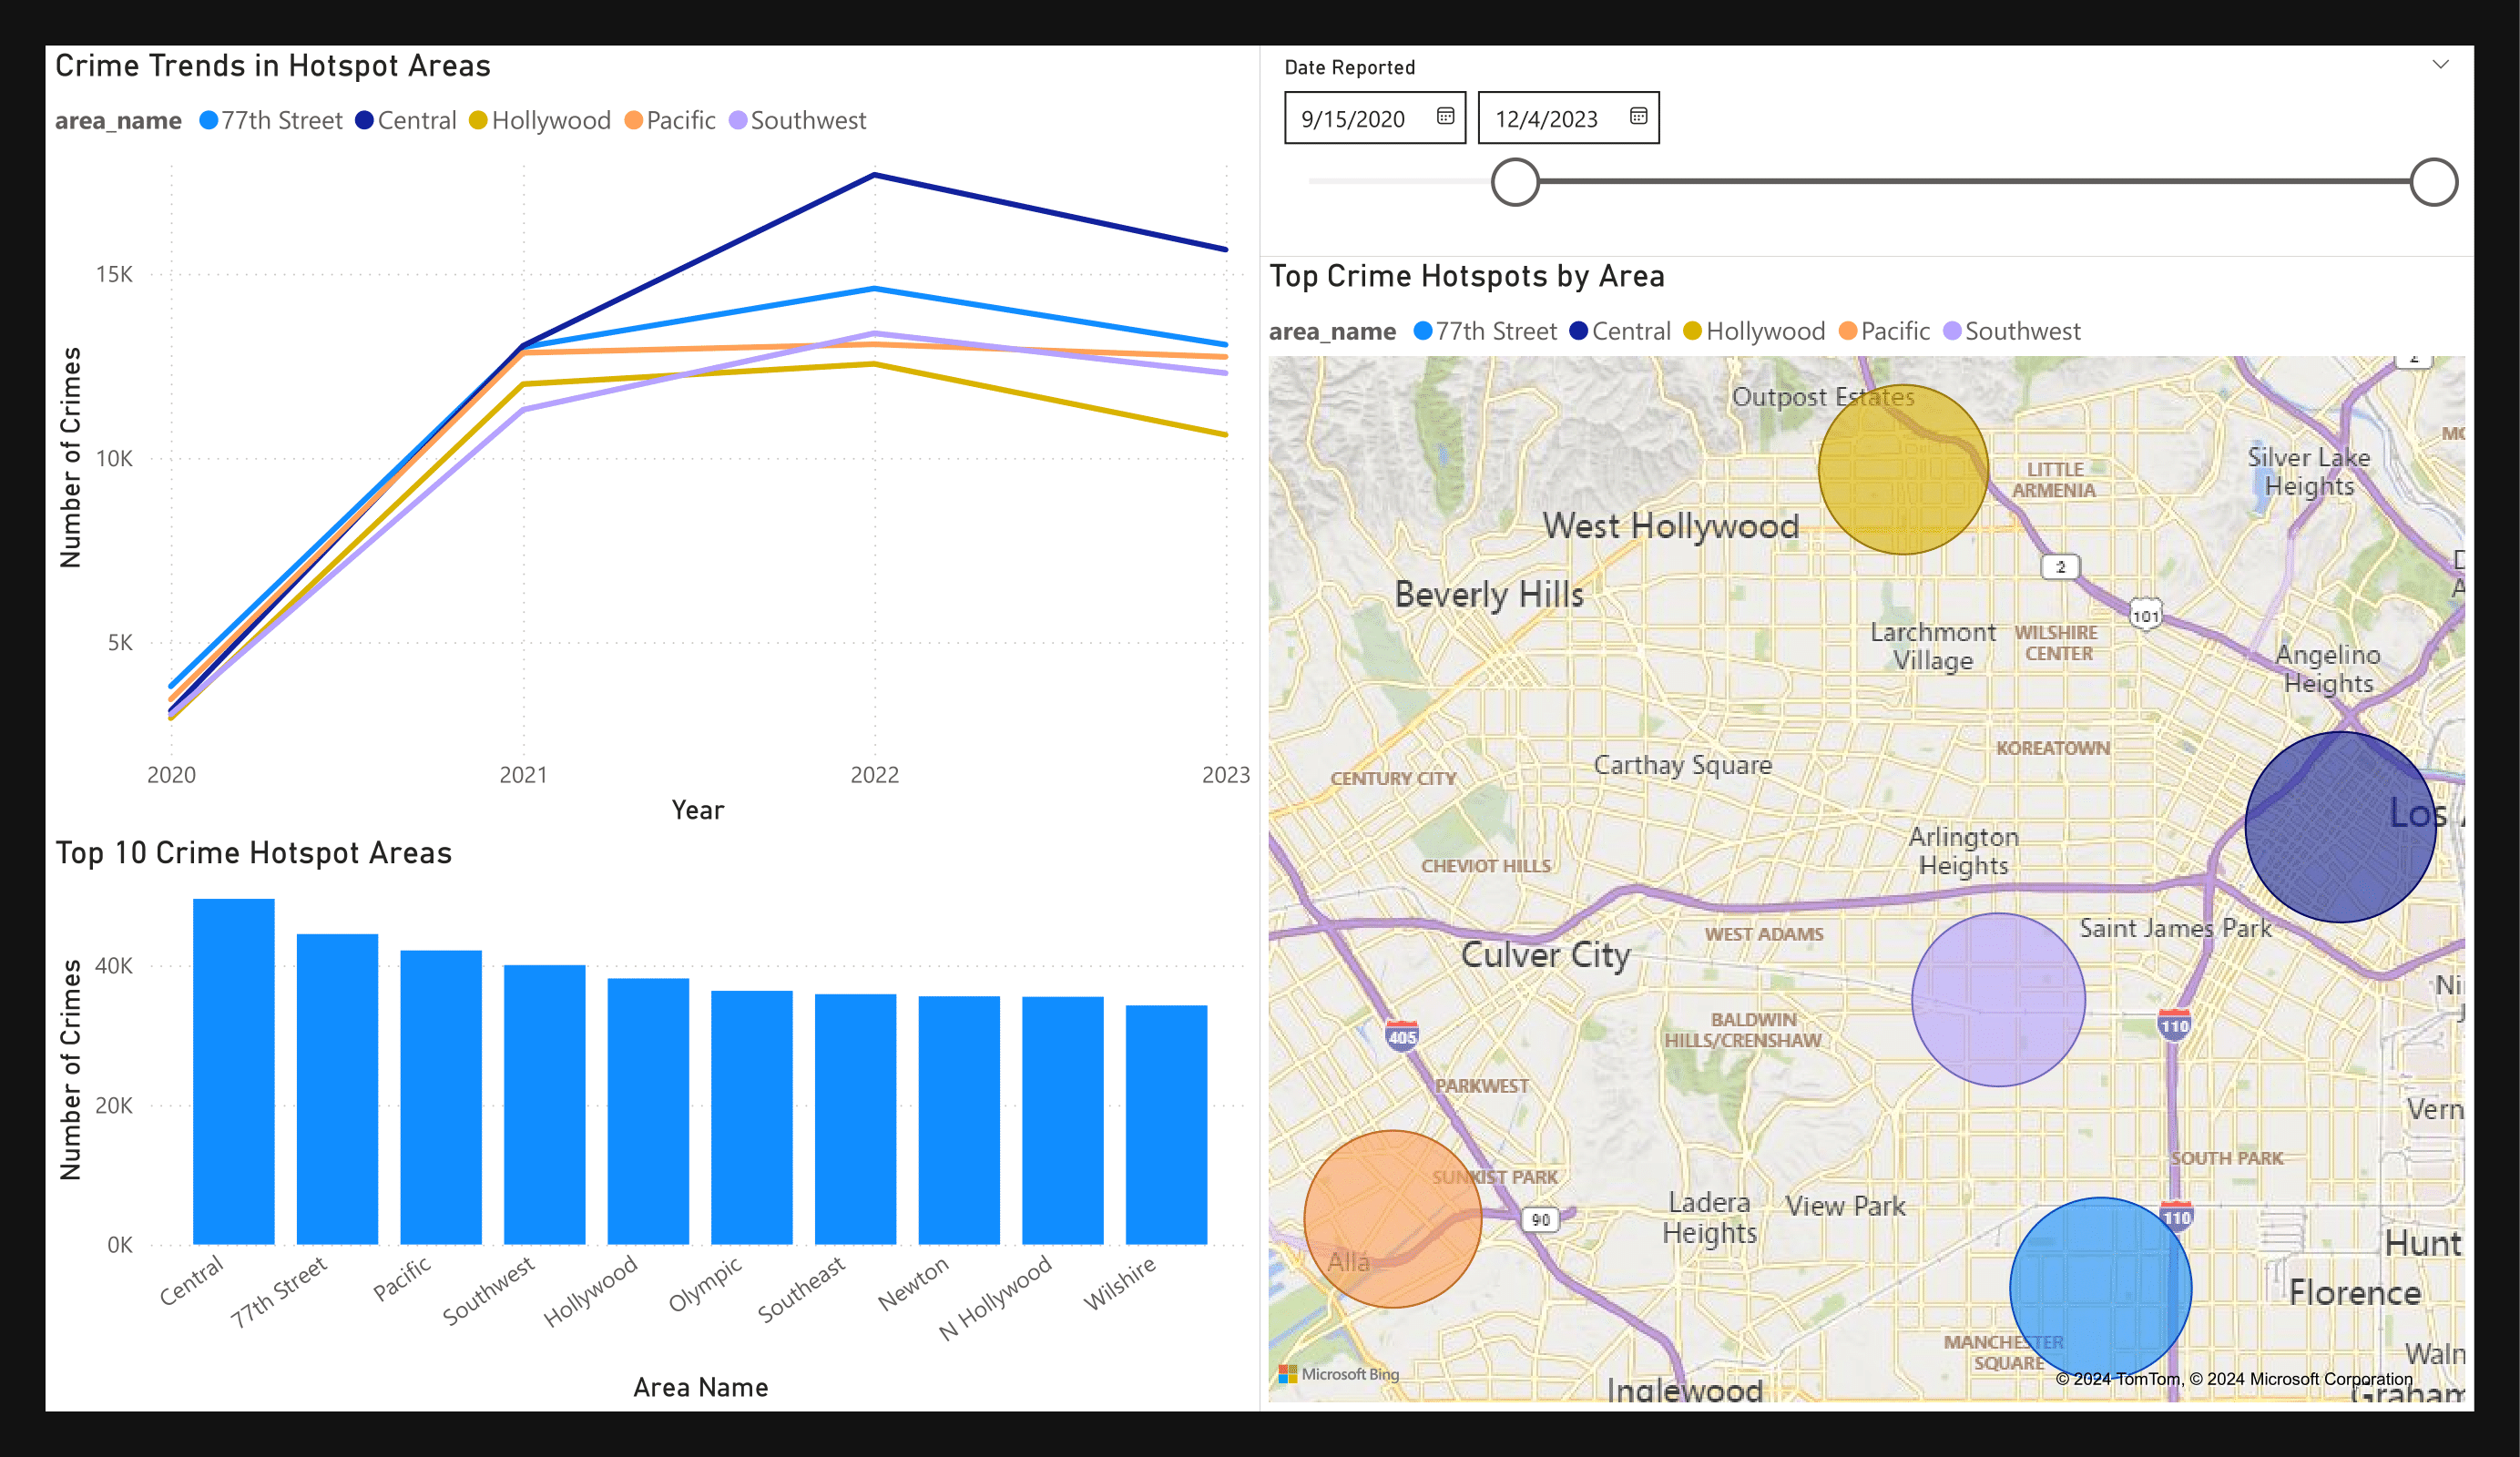 Crime Trends in Hotspot Areas
area_name 77th Street Central Hollywood Pacific Southwest
Number of Crimes
15K
10K
5K
2020 2021 2022 2023
Year
Top 10 Crime Hotspot Areas
Number of Crimes
40K
20K
0K
Central 77th Street Pacific Southwest Hollywood Olympic Southeast Newton N Hollywood Wilshire
Area Name
Date Reported
9/15/2020 12/4/2023
Top Crime Hotspots by Area
area_name 77th Street Central Hollywood Pacific Southwest
2
Outpost Estates
MO
Silver Lake
Heights
LITTLE
ARMENIA
West Hollywood
2
Beverly Hills
101
Larchmont
Village
WILSHIRE
CENTER
Angelino
Heights
KOREATOWN
Carthay Square
CENTURY CITY
Los A
Arlington
Heights
CHEVIOT HILLS
Saint James Park
WEST ADAMS
Culver City
Ni
BALDWIN
HILLS/CRENSHAW
110
405
PARKWEST
Vern
SOUTH PARK
SUNKIST PARK
Ladera
Heights
View Park
90
110
Hunt
Alla
Florence
MANCHESTER
SQUARE
Waln
Microsoft Bing
Inglewood
© 2024 TomTom, © 2024 Microsoft Corporation
Graham